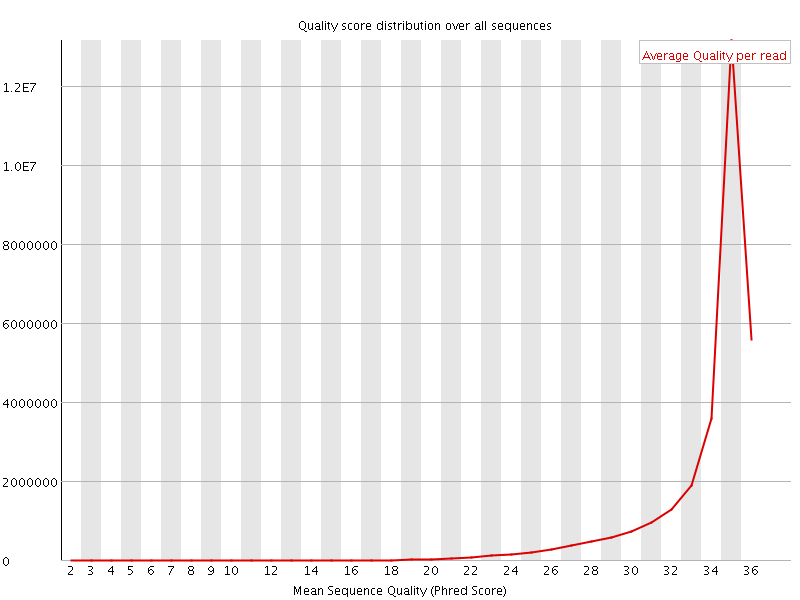 Quality score distribution over all sequences
Average Quality per read
1.2E7
1.0E7
8000000
6000000
4000000
2000000
0
2 3 4 5 6 7 8 9 10 12 14 16 18 20 22 24 26 28 30 32 34 36
Mean Sequence Quality (Phred Score)